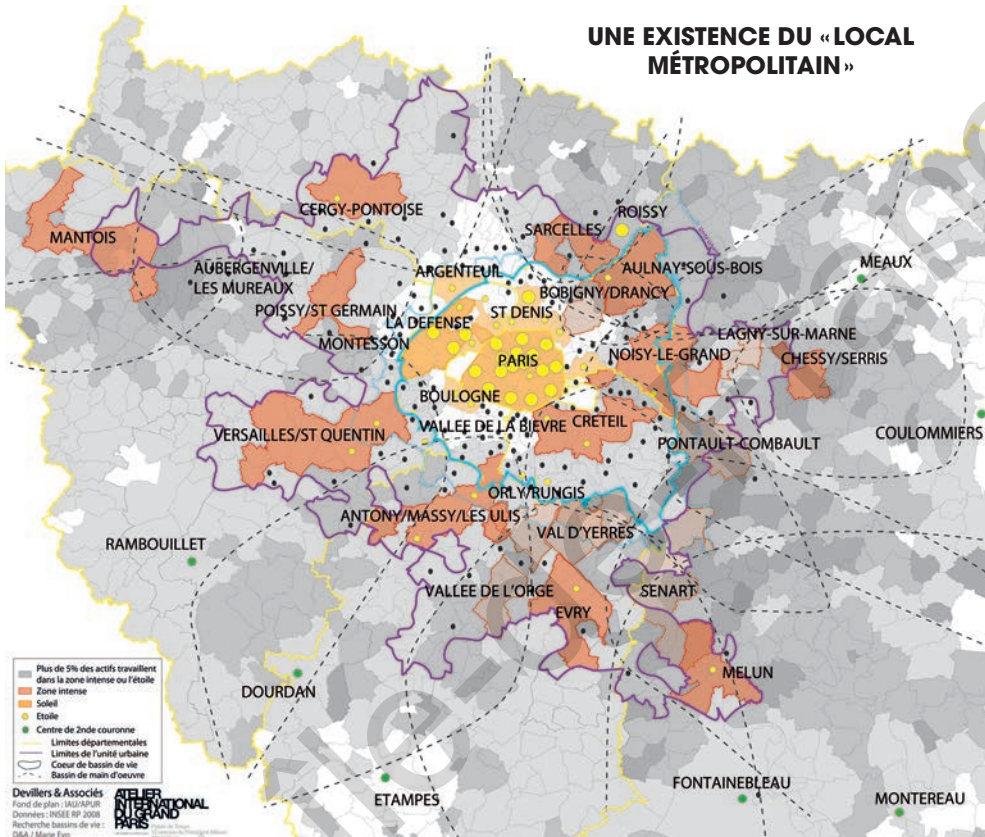 UNE EXISTENCE DU « LOCAL
MÉTROPOLITAIN »
CERGY-PONTOISE
ROISSY
SARCELLES
MANTOIS
AUBERGENVILLE/
LES MUREAUX
ARGENTEUIL
AULNAY-SOUS-BOIS
MEAUX
BOBIGNY/DRANCY
POISSY/ST GERMAIN
ST DENIS
LA DEFENSE
LAGNY-SUR-MARNE
MONTESSON
PARIS
NOISY-LE-GRAND
CHESSY/SERRIS
BOULOGNE
VERSAILLES/ST QUENTIN
VALLEE DE LA BIEVRE
CRETEIL
COULOMMIERS
PONTAULT-COMBAULT
ORLY/RUNGIS
ANTONY/MASSY/LES ULIS
VAL D'YERRES
RAMBOUILLET
VALLEE DE L'ORGE
SENART
EVRY
MELUN
DOURDAN
ETAMPES
FONTAINEBLEAU
MONTEREAU
Plus de 5% des actifs travaillent
dans la zone intense ou l'étoile
Zone intense
Soleil
Etoile
Centre de 2nde couronne
Limites départementales
Limites de l'unité urbaine
Coeur de bassin de vie
Bassin de main d'oeuvre
Devillers & Associés
Fond de plan : IAU/APUR
Données : INSEE RP 2008
Recherche bassins de vie :
D&A / Marie Evo
ATELIER
INTERNATIONAL
DU GRAND
PARIS